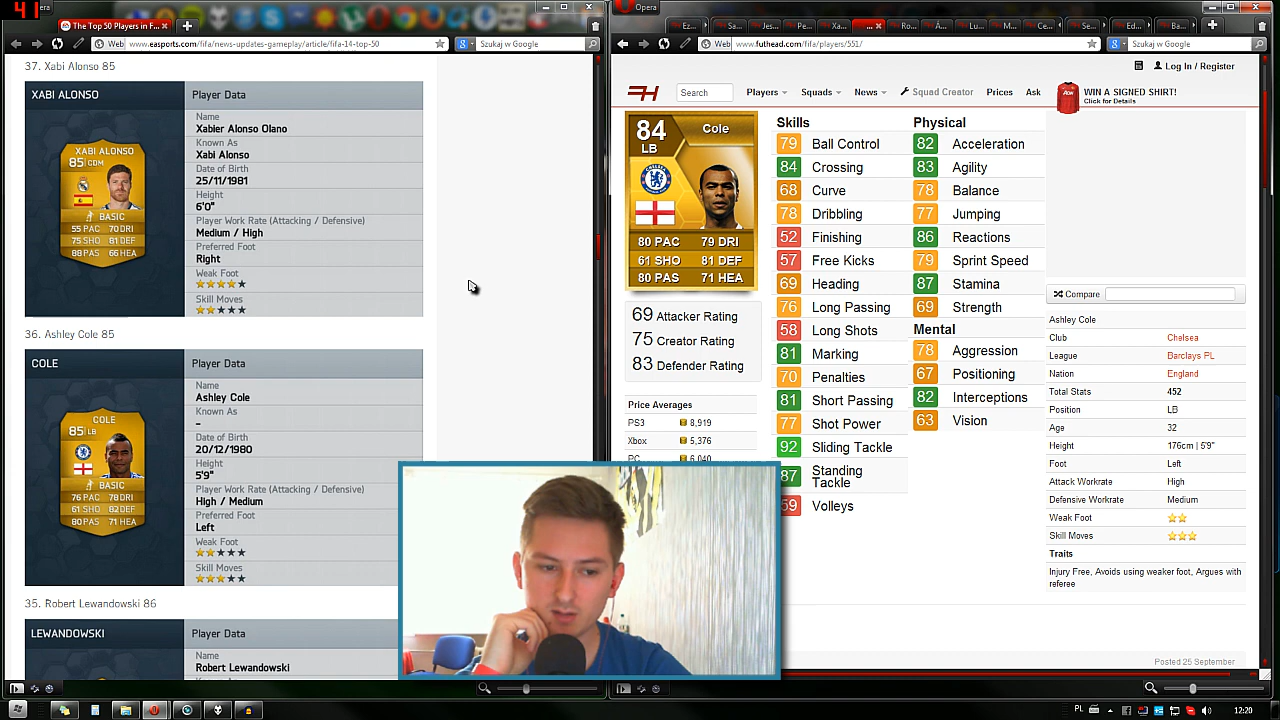 The Top 50 Players in F...
Web
www.easports.com/fifa/news-updates-gameplay/article/fifa-14-top-50
Szukaj w Google
37. Xabi Alonso 85
XABI ALONSO
Player Data
Name
Xabier Alonso Olano
Known As
Xabi Alonso
Date of Birth
25/11/1981
Height
6'0"
Player Work Rate (Attacking / Defensive)
Medium / High
Preferred Foot
Right
Weak Foot
Skill Moves
XABI ALONSO
85 CDM
BASIC
55 PAC 70 DRI
75 SHO 81 DEF
88 PAS 66 HEA
36. Ashley Cole 85
COLE
Player Data
Name
Ashley Cole
Known As
–
Date of Birth
20/12/1980
Height
5'9"
Player Work Rate (Attacking / Defensive)
High / Medium
Preferred Foot
Left
Weak Foot
Skill Moves
COLE
85 LB
BASIC
76 PAC 78 DRI
61 SHO 82 DEF
80 PAS 71 HEA
35. Robert Lewandowski 86
LEWANDOWSKI
Player Data
Name
Robert Lewandowski
Opera
Web
www.futhead.com/fifa/players/551/
Szukaj w Google
Log In / Register
Search
Players
Squads
News
Squad Creator
Prices
Ask
WIN A SIGNED SHIRT!
Click for Details
84
LB
Cole
80 PAC 79 DRI
61 SHO 81 DEF
80 PAS 71 HEA
69 Attacker Rating
75 Creator Rating
83 Defender Rating
Price Averages
PS3 8,919
Xbox 5,376
PC 6,040
Skills
79 Ball Control
84 Crossing
68 Curve
78 Dribbling
52 Finishing
57 Free Kicks
69 Heading
76 Long Passing
58 Long Shots
81 Marking
70 Penalties
81 Short Passing
77 Shot Power
92 Sliding Tackle
87 Standing
Tackle
59 Volleys
Physical
82 Acceleration
83 Agility
78 Balance
77 Jumping
86 Reactions
79 Sprint Speed
87 Stamina
69 Strength
Mental
78 Aggression
67 Positioning
82 Interceptions
63 Vision
Compare
Ashley Cole
Club Chelsea
League Barclays PL
Nation England
Total Stats 452
Position LB
Age 32
Height 176cm | 5'9"
Foot Left
Attack Workrate High
Defensive Workrate Medium
Weak Foot
Skill Moves
Traits
Injury Free, Avoids using weaker foot, Argues with
referee
Posted 25 September
PL
12:20